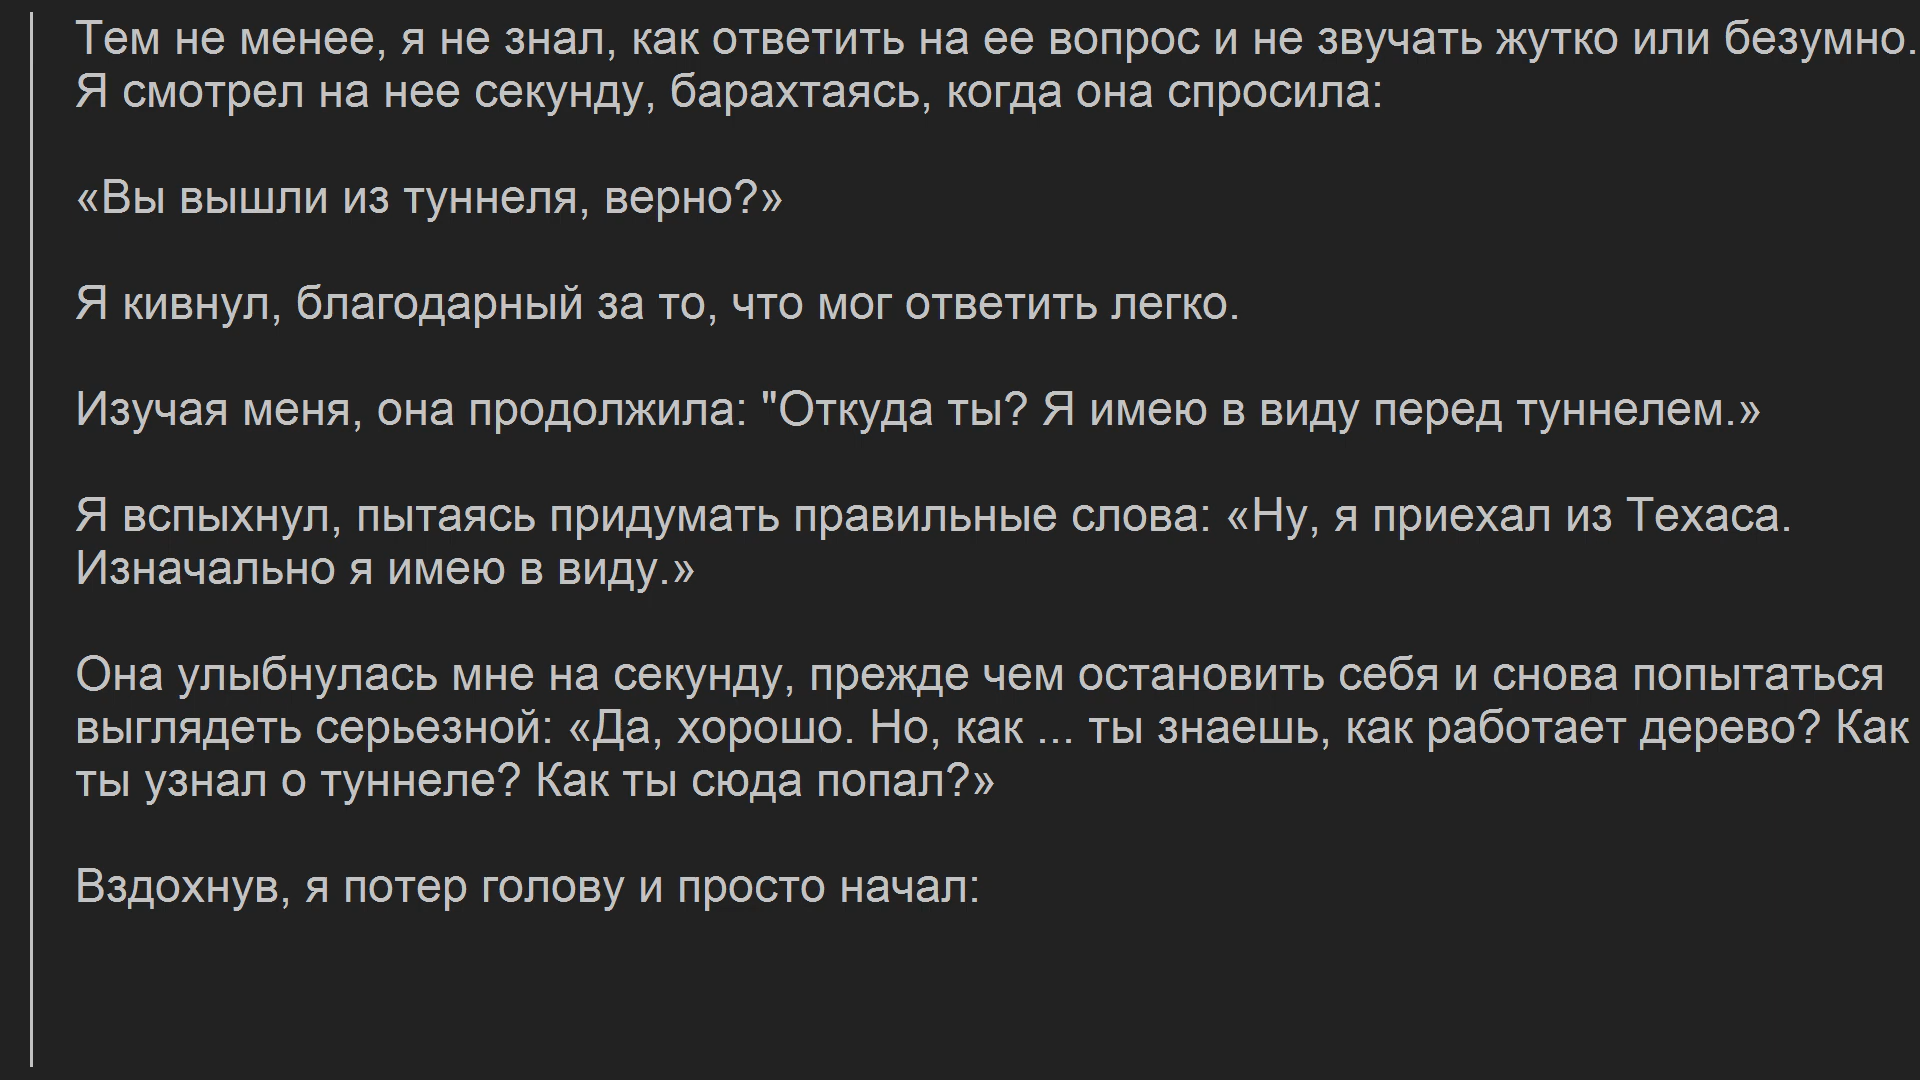 Тем не менее, я не знал, как ответить на ее вопрос и не звучать жутко или безумно.
Я смотрел на нее секунду, барахтаясь, когда она спросила:
«Вы вышли из туннеля, верно?»
Я кивнул, благодарный за то, что мог ответить легко.
Изучая меня, она продолжила: "Откуда ты? Я имею в виду перед туннелем.»
Я вспыхнул, пытаясь придумать правильные слова: «Ну, я приехал из Техаса.
Изначально я имею в виду.»
Она улыбнулась мне на секунду, прежде чем остановить себя и снова попытаться
выглядеть серьезной: «Да, хорошо. Но, как ... ты знаешь, как работает дерево? Как
ты узнал о туннеле? Как ты сюда попал?»
Вздохнув, я потер голову и просто начал: